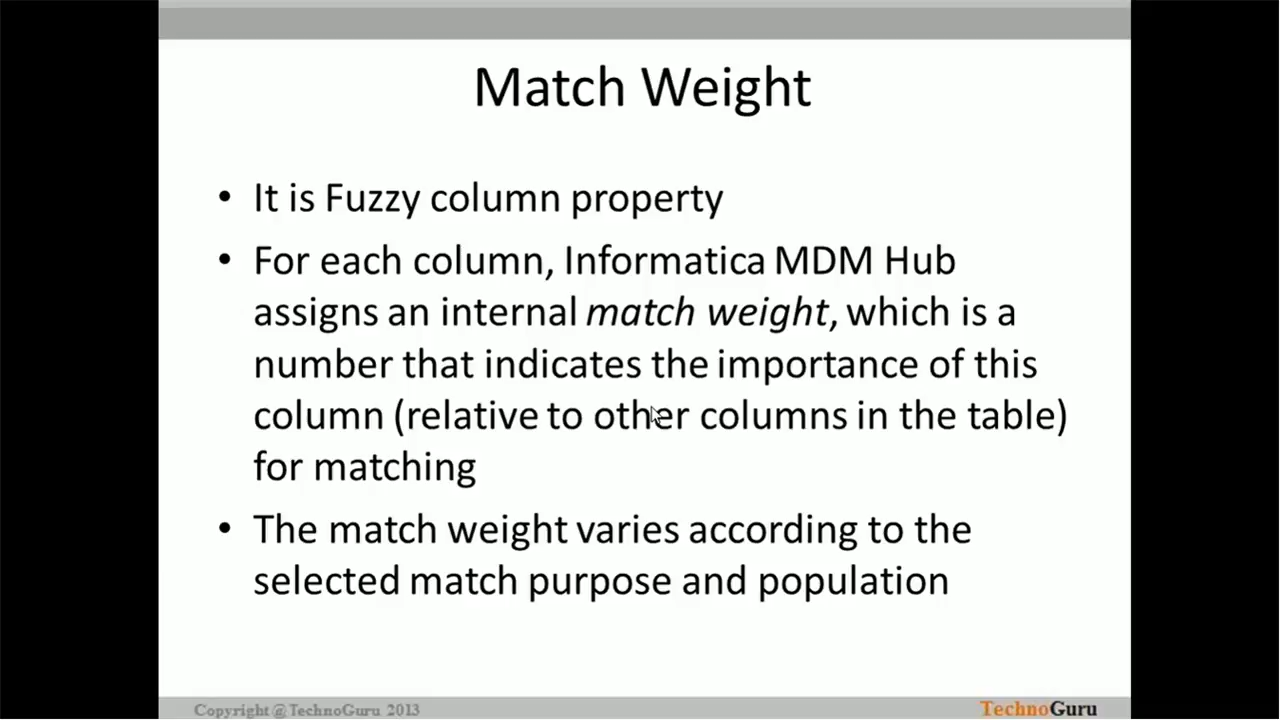 Match Weight
• It is Fuzzy column property
• For each column, Informatica MDM Hub
assigns an internal match weight, which is a
number that indicates the importance of this
column (relative to other columns in the table)
for matching
• The match weight varies according to the
selected match purpose and population
Copyright @ TechnoGuru 2013
TechnoGuru